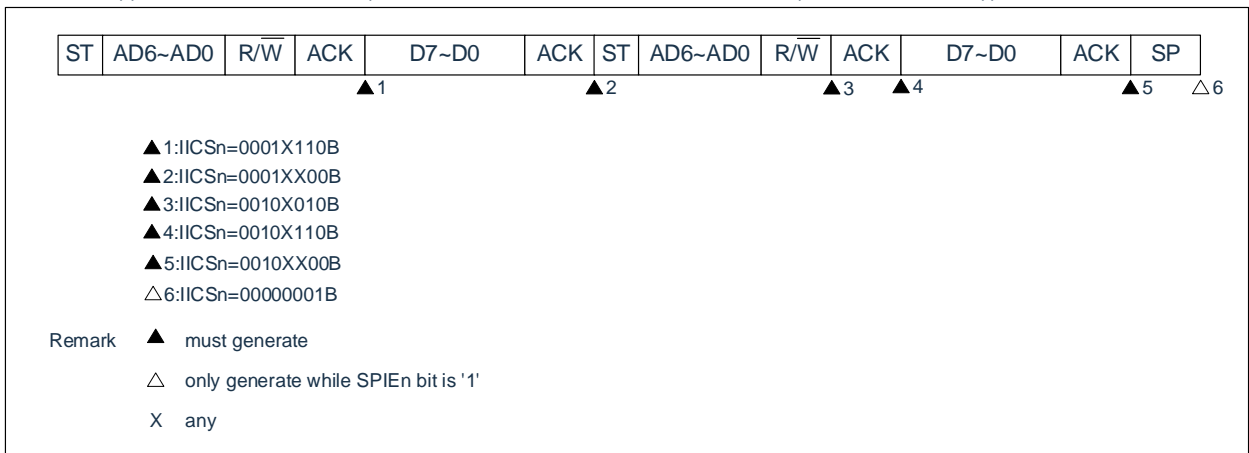 ST AD6~AD0 R/W̅ ACK D7~D0 ACK ST AD6~AD0 R/W̅ ACK D7~D0 ACK SP
▲1 ▲2 ▲3 ▲4 ▲5 △6
▲1:IICSn=0001X110B
▲2:IICSn=0001XX00B
▲3:IICSn=0010X010B
▲4:IICSn=0010X110B
▲5:IICSn=0010XX00B
△6:IICSn=00000001B
Remark ▲ must generate
△ only generate while SPIEn bit is '1'
X any